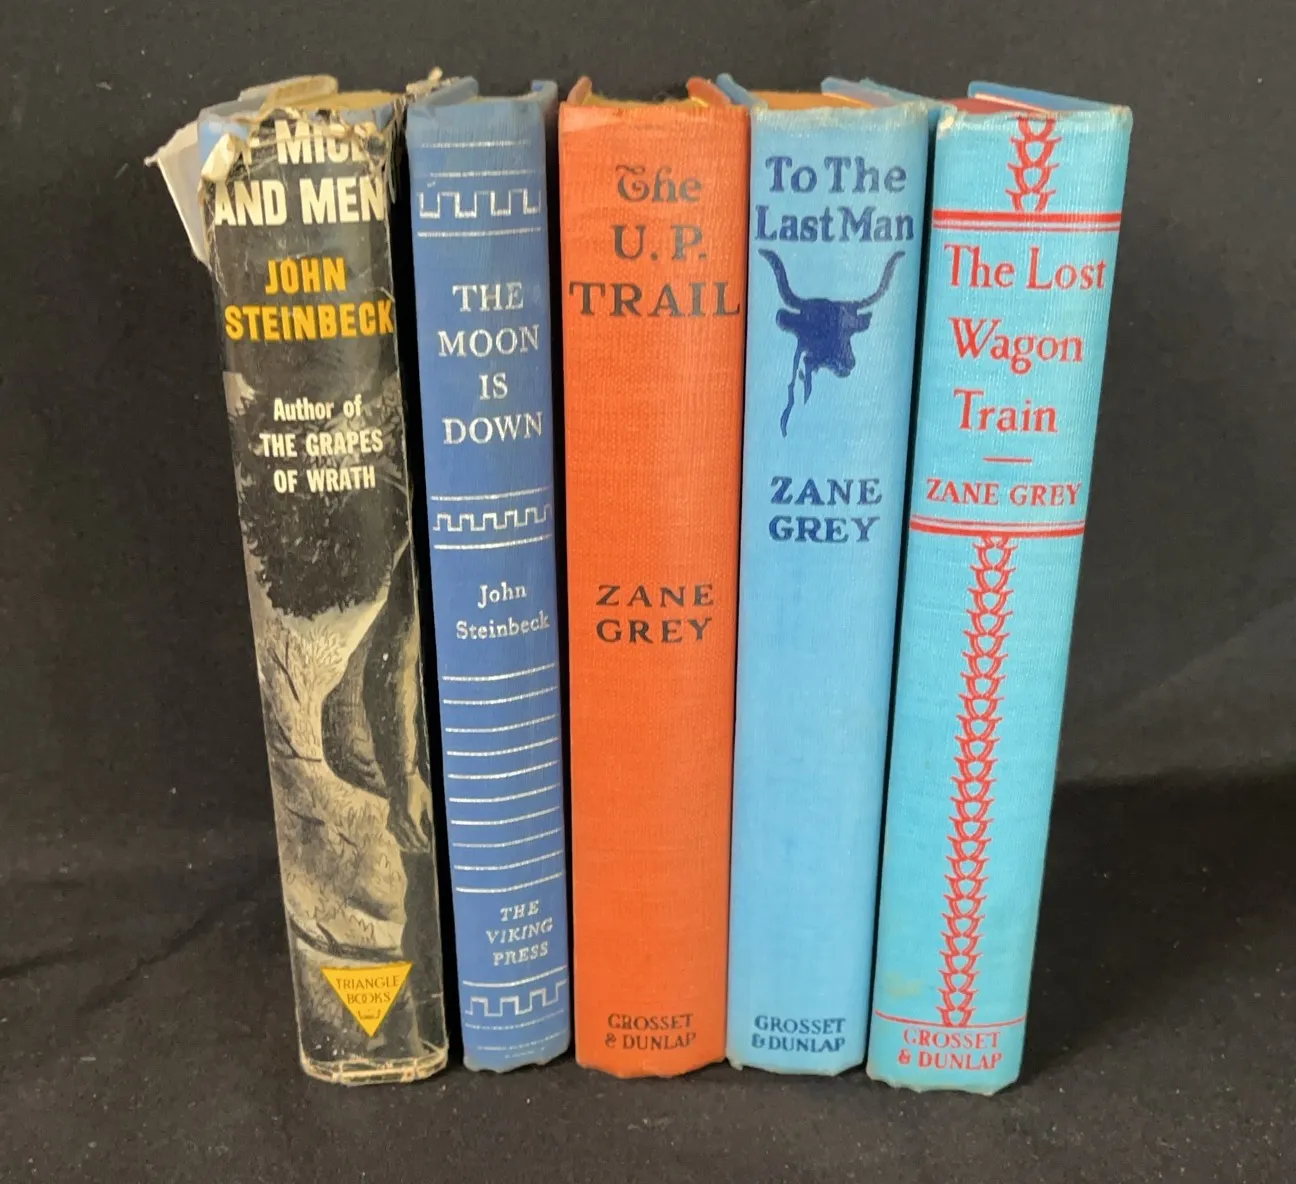 MICE
AND MEN
JOHN
STEINBECK
Author of
THE GRAPES
OF WRATH
TRIANGLE
BOOKS
THE
MOON
IS
DOWN
John
Steinbeck
THE
VIKING
PRESS
The
U.P.
TRAIL
ZANE
GREY
GROSSET
& DUNLAP
To The
Last Man
ZANE
GREY
GROSSET
& DUNLAP
The Lost
Wagon
Train
ZANE GREY
GROSSET
& DUNLAP